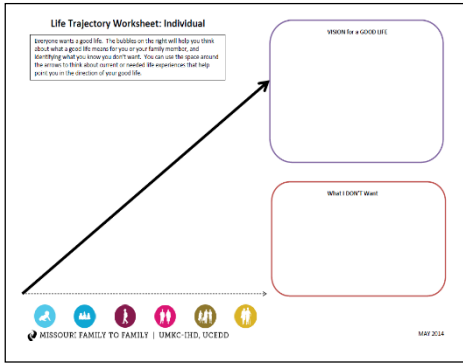 Life Trajectory Worksheet: Individual
Everyone wants a good life. The bubbles on the right will help you think
about what a good life means for you or your family member, and
identifying what you know you don't want. You can use the space around
the arrows to think about current or needed life experiences that help
point you in the direction of your good life.
VISION for a GOOD LIFE
What I DON'T Want
MISSOURI FAMILY TO FAMILY | UMKC-IHD, UCEDD
MAY 2014